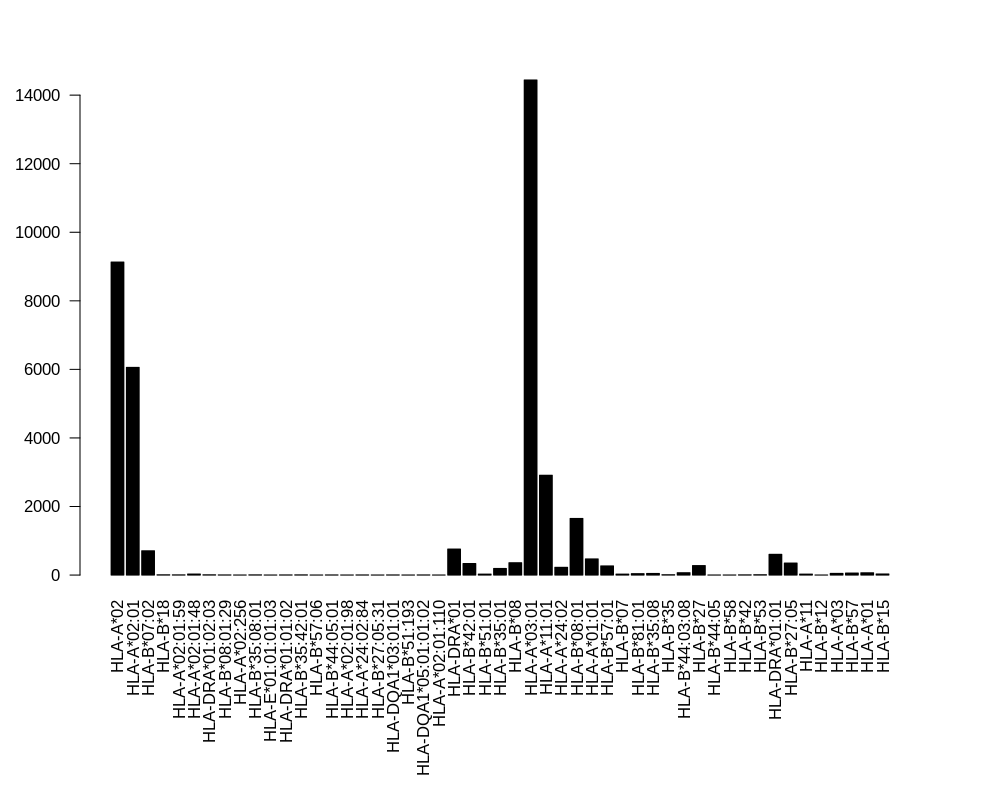 14000
12000
10000
8000
6000
4000
2000
0
HLA-A*02
HLA-A*02:01
HLA-B*07:02
HLA-B*18
HLA-A*02:01:59
HLA-A*02:01:48
HLA-DRA*01:02:03
HLA-B*08:01:29
HLA-A*02:256
HLA-B*35:08:01
HLA-E*01:01:01:03
HLA-DRA*01:01:02
HLA-B*35:42:01
HLA-B*57:06
HLA-B*44:05:01
HLA-A*02:01:98
HLA-A*24:02:84
HLA-B*27:05:31
HLA-DQA1*03:01:01
HLA-B*51:193
HLA-DQA1*05:01:01:02
HLA-A*02:01:110
HLA-DRA*01
HLA-B*42:01
HLA-B*51:01
HLA-B*35:01
HLA-B*08
HLA-A*03:01
HLA-A*11:01
HLA-A*24:02
HLA-B*08:01
HLA-A*01:01
HLA-B*57:01
HLA-B*07
HLA-B*81:01
HLA-B*35:08
HLA-B*35
HLA-B*44:03:08
HLA-B*27
HLA-B*44:05
HLA-B*58
HLA-B*42
HLA-B*53
HLA-DRA*01:01
HLA-B*27:05
HLA-A*11
HLA-B*12
HLA-A*03
HLA-B*57
HLA-A*01
HLA-B*15